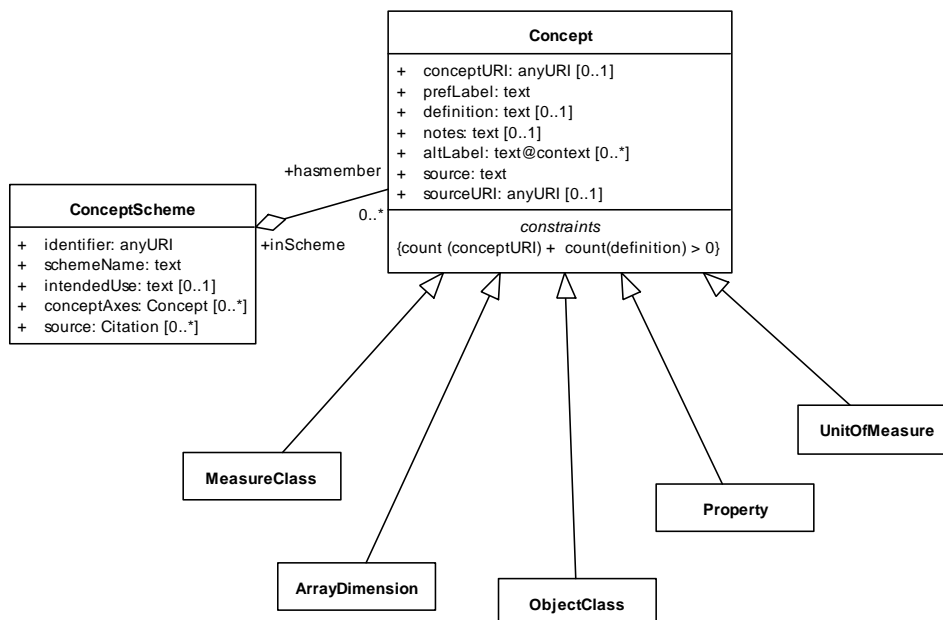 Concept
+ conceptURI: anyURI [0..1]
+ prefLabel: text
+ definition: text [0..1]
+ notes: text [0..1]
+ altLabel: text@context [0..*]
+ source: text
+ sourceURI: anyURI [0..1]
constraints
{count (conceptURI) + count(definition) > 0}
+hasmember
0..*
+inScheme
ConceptScheme
+ identifier: anyURI
+ schemeName: text
+ intendedUse: text [0..1]
+ conceptAxes: Concept [0..*]
+ source: Citation [0..*]
UnitOfMeasure
MeasureClass
Property
ArrayDimension
ObjectClass